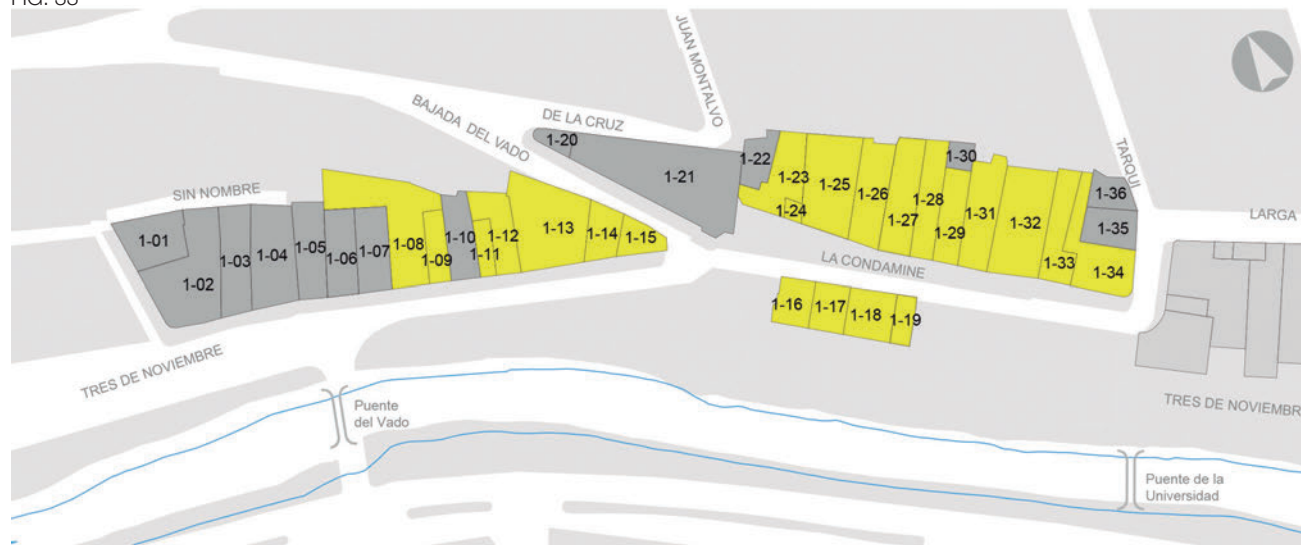 FIG. 38
JUAN MONTALVO
BAJADA DEL VADO
DE LA CRUZ
SIN NOMBRE
TARQUI
LARGA
LA CONDAMINE
TRES DE NOVIEMBRE
TRES DE NOVIEMBR
Puente
del Vado
Puente de la
Universidad
1-01
1-02
1-03
1-04
1-05
1-06
1-07
1-08
1-09
1-10
1-11
1-12
1-13
1-14
1-15
1-16
1-17
1-18
1-19
1-20
1-21
1-22
1-23
1-24
1-25
1-26
1-27
1-28
1-29
1-30
1-31
1-32
1-33
1-34
1-35
1-36